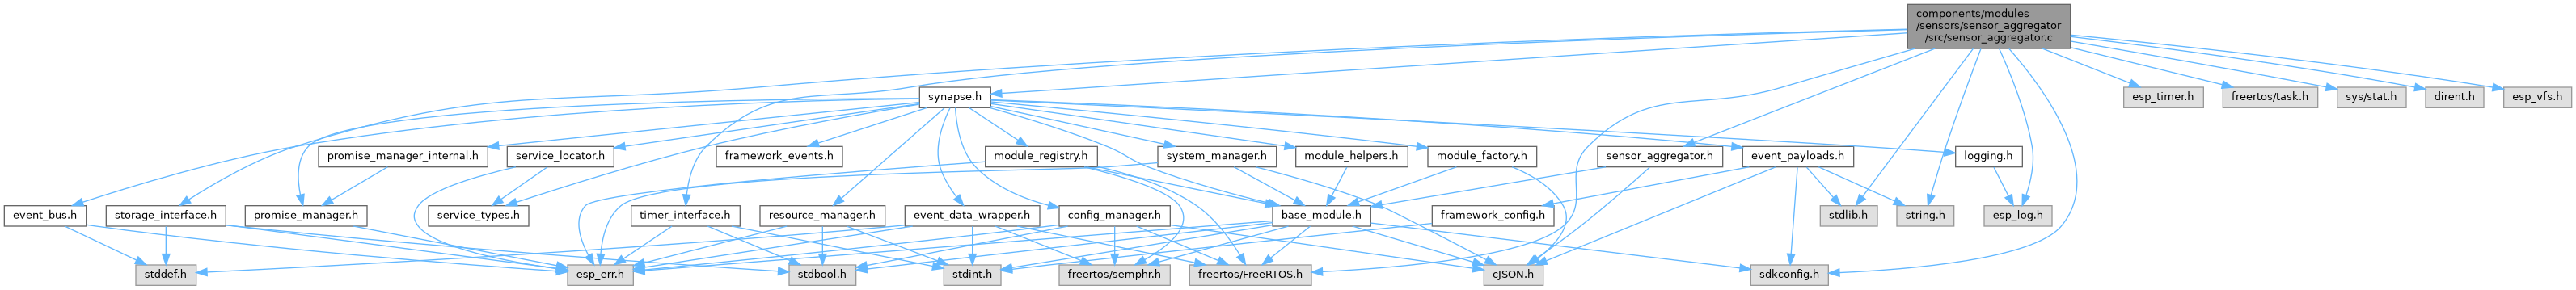 components/modules
/sensors/sensor_aggregator
/src/sensor_aggregator.c
synapse.h
esp_timer.h
freertos/task.h
sys/stat.h
dirent.h
esp_vfs.h
promise_manager_internal.h
service_locator.h
framework_events.h
module_registry.h
system_manager.h
module_helpers.h
module_factory.h
sensor_aggregator.h
event_payloads.h
logging.h
event_bus.h
storage_interface.h
promise_manager.h
service_types.h
timer_interface.h
resource_manager.h
event_data_wrapper.h
config_manager.h
base_module.h
framework_config.h
stdlib.h
string.h
esp_log.h
stddef.h
esp_err.h
stdbool.h
stdint.h
freertos/semphr.h
freertos/FreeRTOS.h
cJSON.h
sdkconfig.h